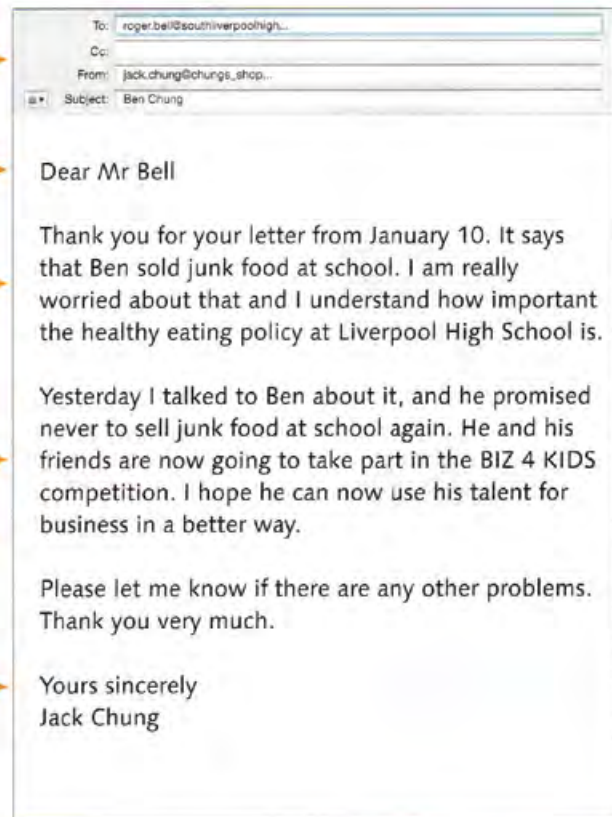 To: roger.bell@southliverpoolhigh...
Cc:
From: jack.chung@chungs_shop...
Subject: Ben Chung
Dear Mr Bell
Thank you for your letter from January 10. It says
that Ben sold junk food at school. I am really
worried about that and I understand how important
the healthy eating policy at Liverpool High School is.
Yesterday I talked to Ben about it, and he promised
never to sell junk food at school again. He and his
friends are now going to take part in the BIZ 4 KIDS
competition. I hope he can now use his talent for
business in a better way.
Please let me know if there are any other problems.
Thank you very much.
Yours sincerely
Jack Chung